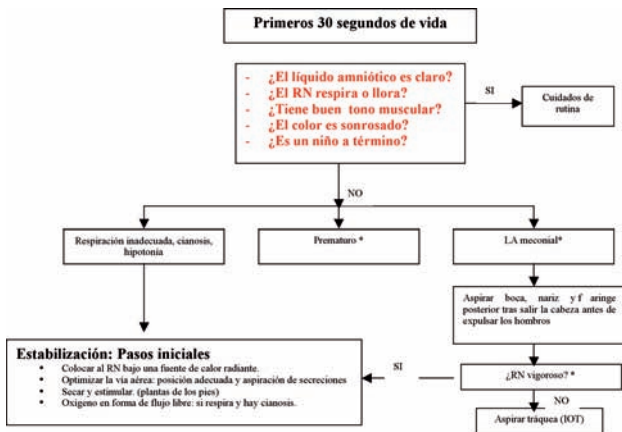 Primeros 30 segundos de vida
- ¿El líquido amniótico es claro?
- ¿El RN respira o llora?
- ¿Tiene buen tono muscular?
- ¿El color es sonrosado?
- ¿Es un niño a término?
SI
Cuidados de
rutina
NO
Respiración inadecuada, cianosis,
hipotonía
Prematuro *
LA meconial*
Aspirar boca, nariz y f aringe
posterior tras salir la cabeza antes de
expulsar los hombros
Estabilización: Pasos iniciales
• Colocar al RN bajo una fuente de calor radiante.
• Optimizar la via aérea: posición adecuada y aspiración de secreciones
• Secar y estimular. (plantas de los pies)
• Oxigeno en forma de flujo libre: si respira y hay cianosis.
SI
¿RN vigoroso? *
NO
Aspirar tráquea (IOT)